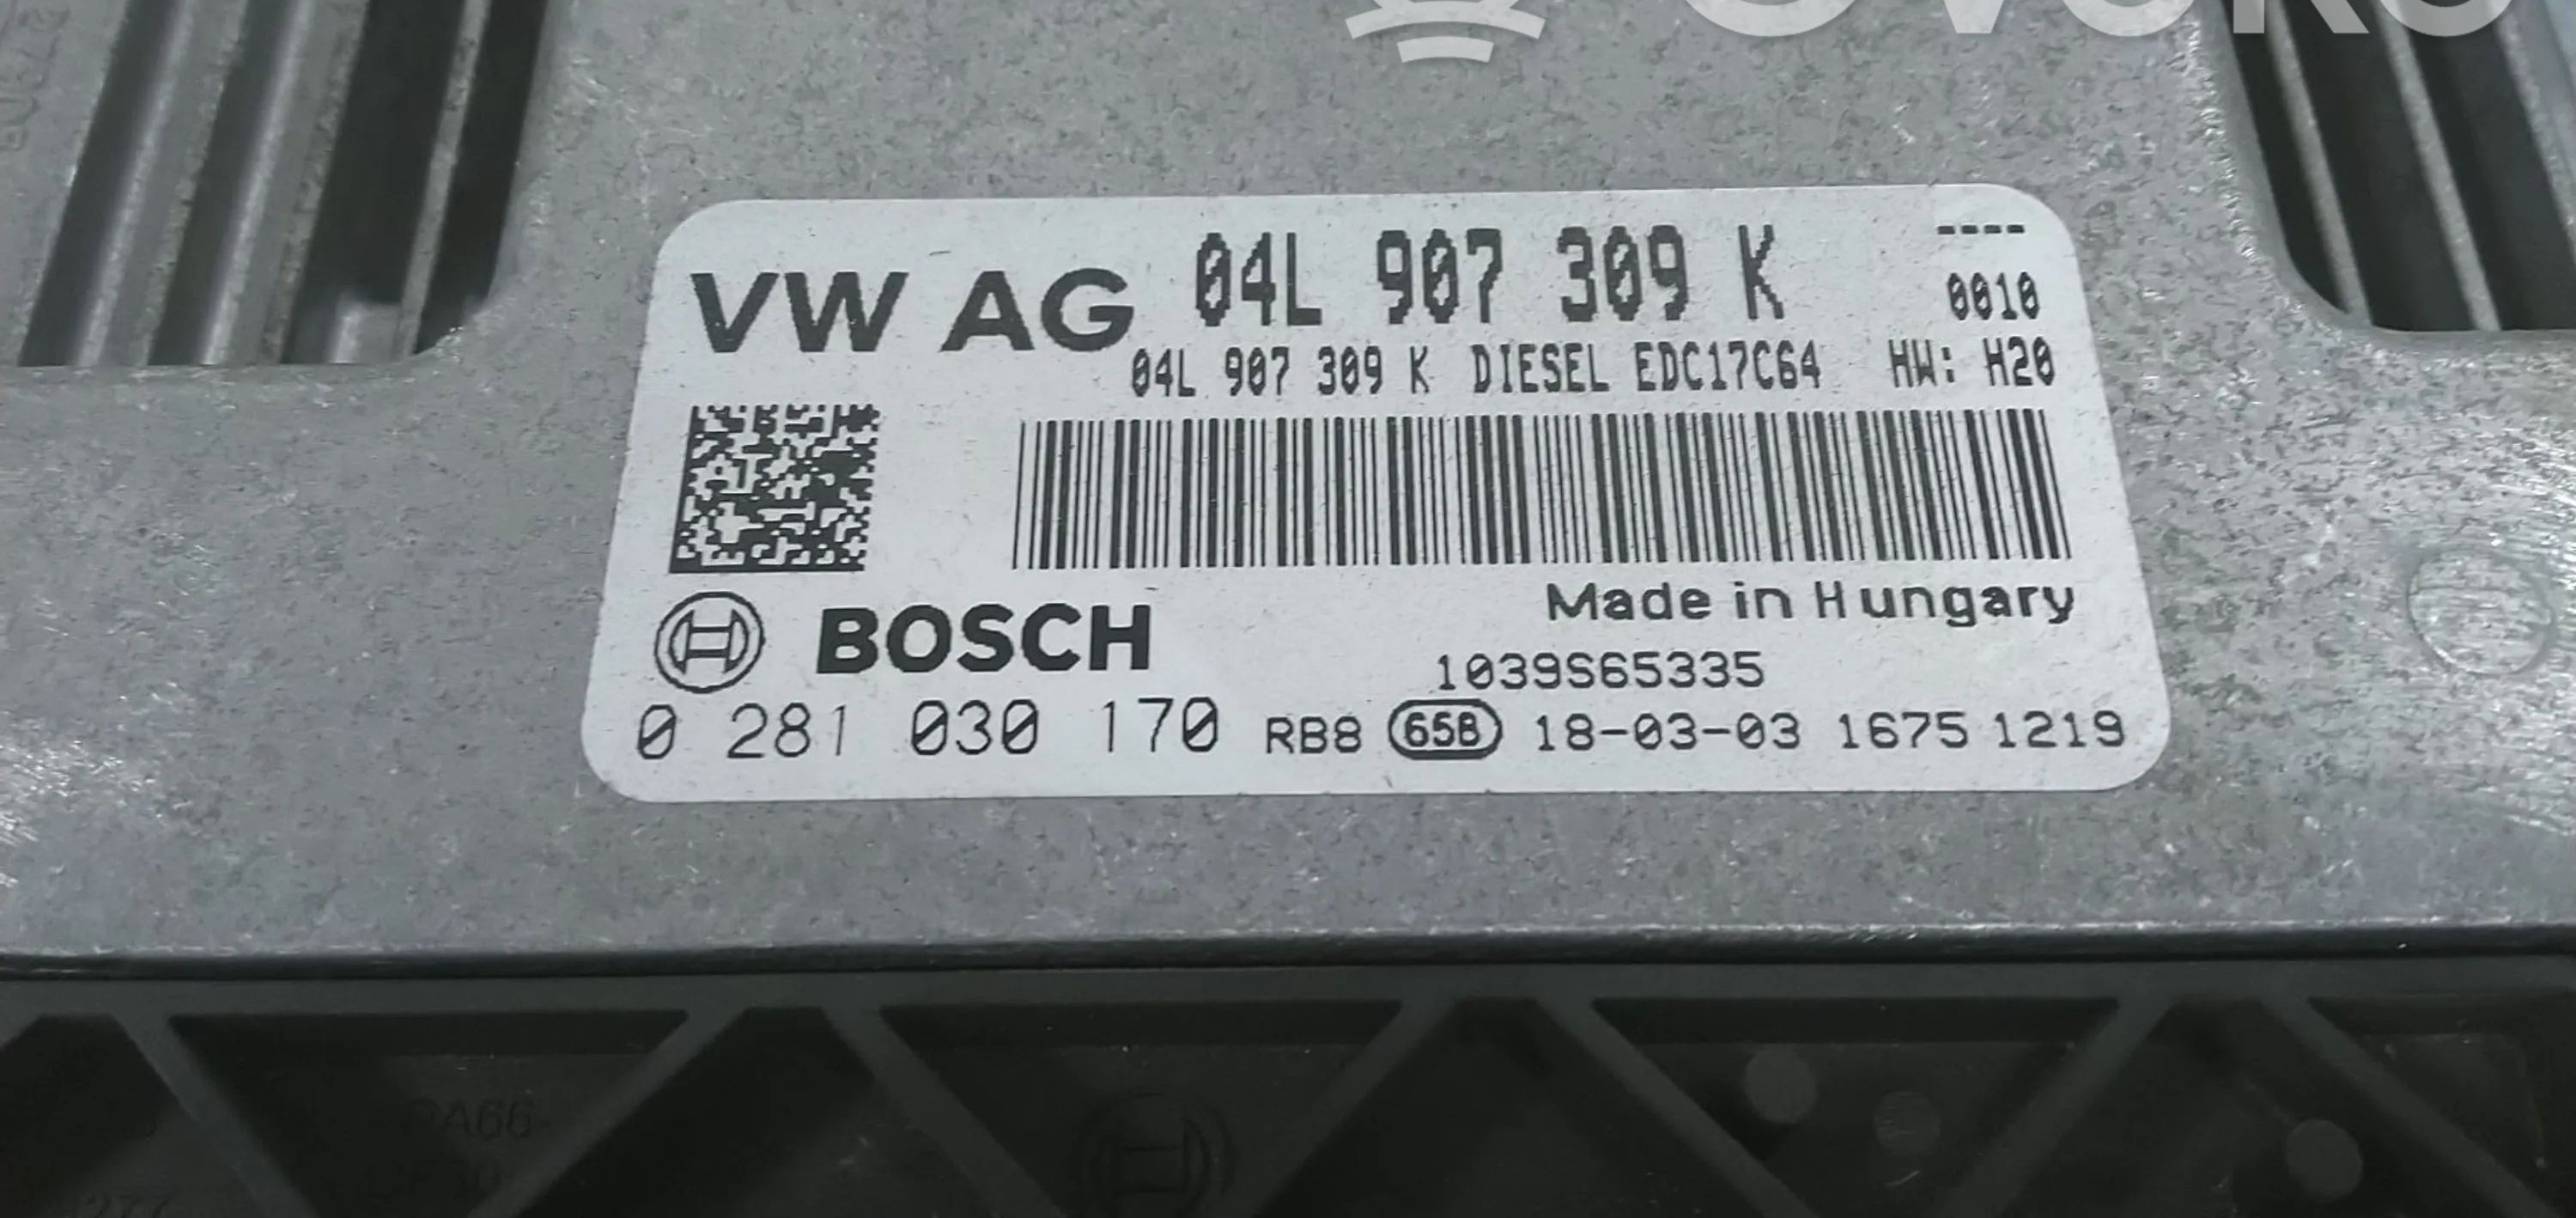 VW AG 04L 907 309 K ----
0010
04L 907 309 K DIESEL EDC17C64 HW: H20
Made in Hungary
BOSCH
1039S65335
0 281 030 170 RB8 65B 18-03-03 1675 1219